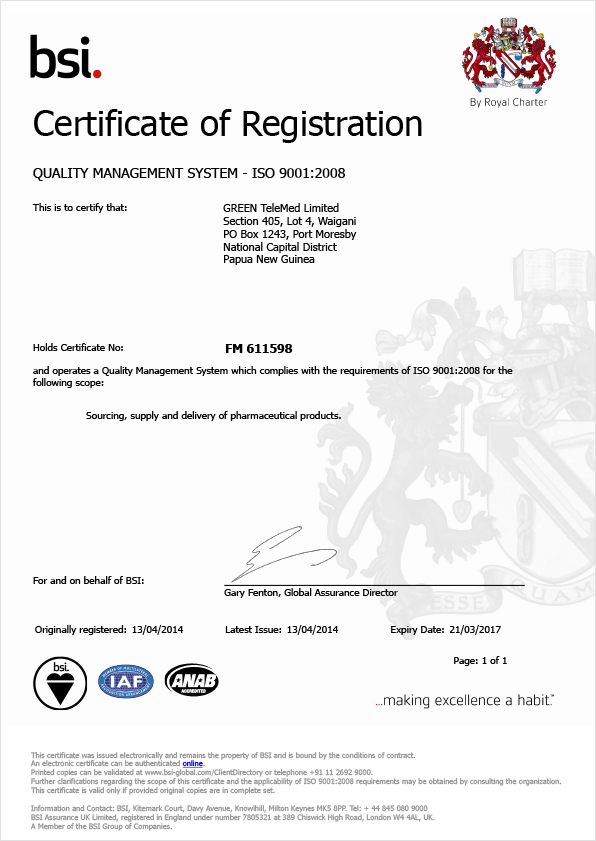 bsi.
By Royal Charter
Certificate of Registration
QUALITY MANAGEMENT SYSTEM - ISO 9001:2008
This is to certify that:
GREEN TeleMed Limited
Section 405, Lot 4, Waigani
PO Box 1243, Port Moresby
National Capital District
Papua New Guinea
Holds Certificate No:
FM 611598
and operates a Quality Management System which complies with the requirements of ISO 9001:2008 for the
following scope:
Sourcing, supply and delivery of pharmaceutical products.
For and on behalf of BSI:
Gary Fenton, Global Assurance Director
Originally registered: 13/04/2014 Latest Issue: 13/04/2014 Expiry Date: 21/03/2017
Page: 1 of 1
bsi.
MEMBER OF MULTILATERAL
IAF
RECOGNITION ARRANGEMENT
ANAB
ACCREDITED
...making excellence a habit.™
This certificate was issued electronically and remains the property of BSI and is bound by the conditions of contract.
An electronic certificate can be authenticated online.
Printed copies can be validated at www.bsi-global.com/ClientDirectory or telephone +91 11 2692 9000.
Further clarifications regarding the scope of this certificate and the applicability of ISO 9001:2008 requirements may be obtained by consulting the organization.
This certificate is valid only if provided original copies are in complete set.
Information and Contact: BSI, Kitemark Court, Davy Avenue, Knowlhill, Milton Keynes MK5 8PP. Tel: + 44 845 080 9000
BSI Assurance UK Limited, registered in England under number 7805321 at 389 Chiswick High Road, London W4 4AL, UK.
A Member of the BSI Group of Companies.